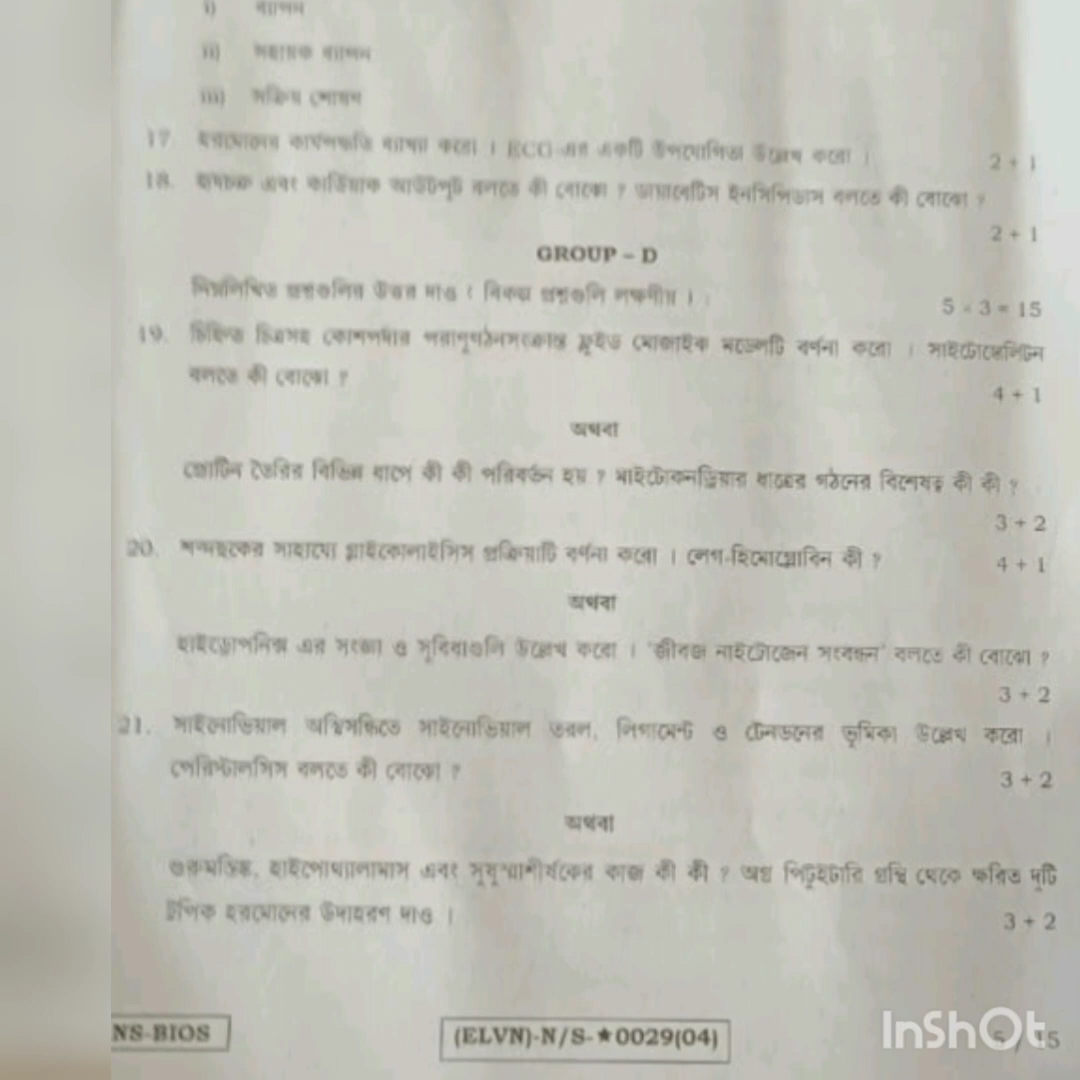 i) ব্যাপন
ii) সহায়ক ব্যাপন
iii) সক্রিয় শোষণ
17. হরমোনের কার্যপদ্ধতি ব্যাখ্যা করো । ECG-এর একটি উপযোগিতা উল্লেখ করো ।
2 + 1
18. হৃদচক্র এবং কার্ডিয়াক আউটপুট বলতে কী বোঝো ? ডায়াবেটিস ইনসিপিডাস বলতে কী বোঝো ?
2 + 1
GROUP – D
নিম্নলিখিত প্রশ্নগুলির উত্তর দাও ( বিকল্প প্রশ্নগুলি লক্ষণীয় ) :
5 × 3 = 15
19. চিহ্নিত চিত্রসহ কোশপর্দার পরাণুগঠনসংক্রান্ত ফ্লুইড মোজাইক মডেলটি বর্ণনা করো । সাইটোস্কেলিটন
বলতে কী বোঝো ?
4 + 1
অথবা
প্রোটিন তৈরির বিভিন্ন ধাপে কী কী পরিবর্তন হয় ? মাইটোকনড্রিয়ার ধাত্রের গঠনের বিশেষত্ব কী কী ?
3 + 2
20. শব্দছকের সাহায্যে গ্লাইকোলাইসিস প্রক্রিয়াটি বর্ণনা করো । লেগ-হিমোগ্লোবিন কী ?
4 + 1
অথবা
হাইড্রোপনিক্স এর সংজ্ঞা ও সুবিধাগুলি উল্লেখ করো । 'জীবজ নাইট্রোজেন সংবন্ধন' বলতে কী বোঝো ?
3 + 2
21. সাইনোভিয়াল অস্থিসন্ধিতে সাইনোভিয়াল তরল, লিগামেন্ট ও টেনডনের ভূমিকা উল্লেখ করো ।
পেরিস্টালসিস বলতে কী বোঝো ?
3 + 2
অথবা
গুরুমস্তিষ্ক, হাইপোথ্যালামাস এবং সুষুম্নাশীর্ষকের কাজ কী কী ? অগ্র পিটুইটারি গ্রন্থি থেকে ক্ষরিত দুটি
ট্রপিক হরমোনের উদাহরণ দাও ।
3 + 2
NS-BIOS
(ELVN)-N/S-★0029(04)
InShOt
/ 15